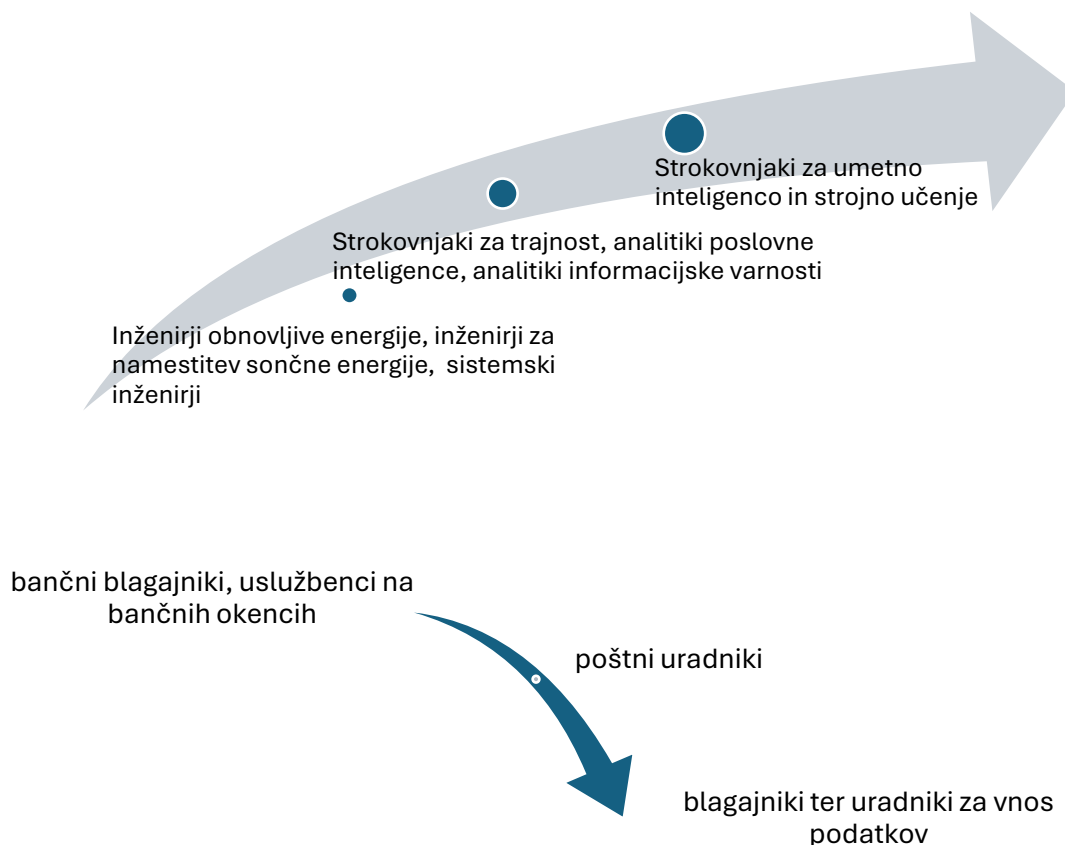 Strokovnjaki za umetno
inteligenco in strojno učenje
Strokovnjaki za trajnost, analitiki poslovne
inteligence, analitiki informacijske varnosti
Inženirji obnovljive energije, inženirji za
namestitev sončne energije,  sistemski
inženirji
bančni blagajniki, uslužbenci na
bančnih okencih
poštni uradniki
blagajniki ter uradniki za vnos
podatkov